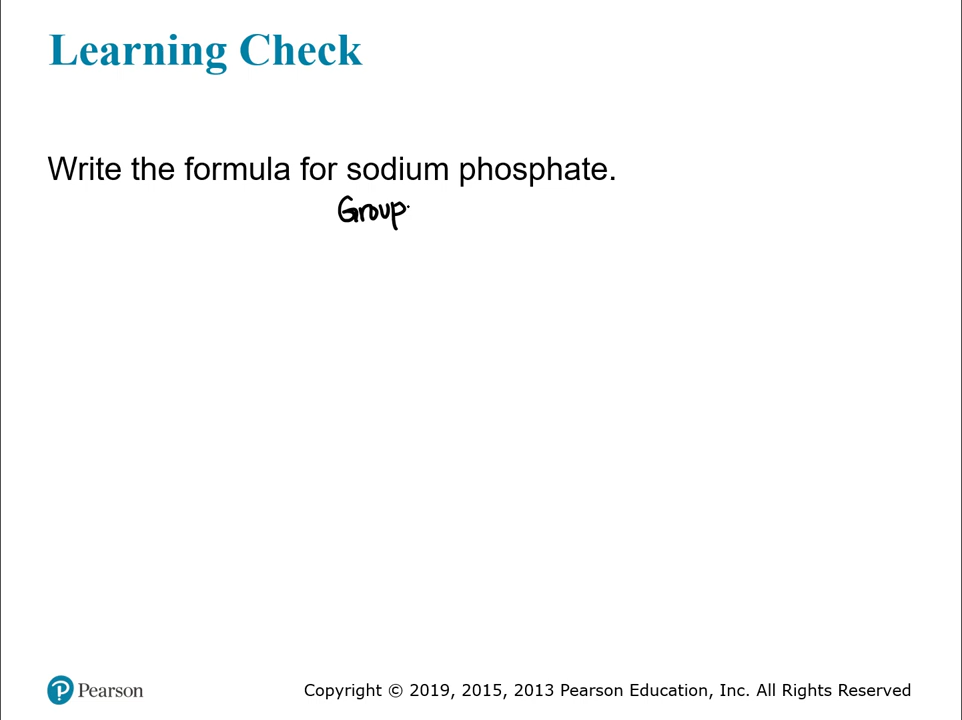 Learning Check
Write the formula for sodium phosphate.
Group
Pearson
Copyright © 2019, 2015, 2013 Pearson Education, Inc. All Rights Reserved